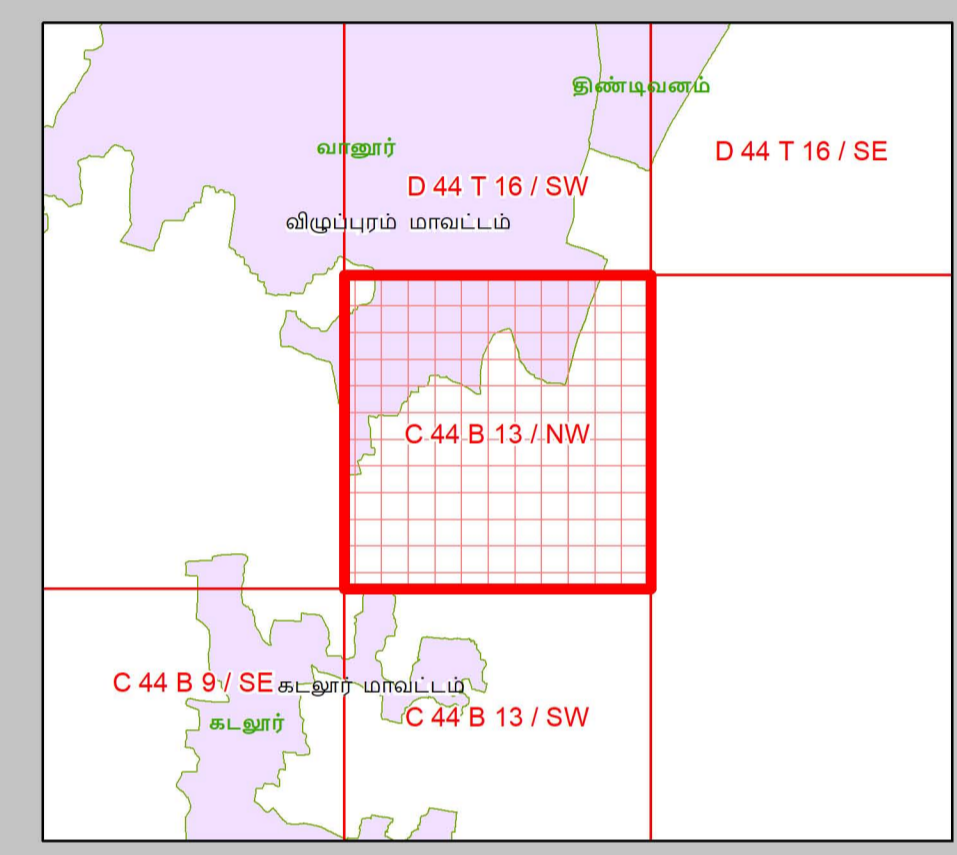 திண்டிவனம்
வானூர்
D 44 T 16 / SE
D 44 T 16 / SW
விழுப்புரம் மாவட்டம்
C 44 B 13 / NW
C 44 B 9 / SE
கடலூர் மாவட்டம்
C 44 B 13 / SW
கடலூர்